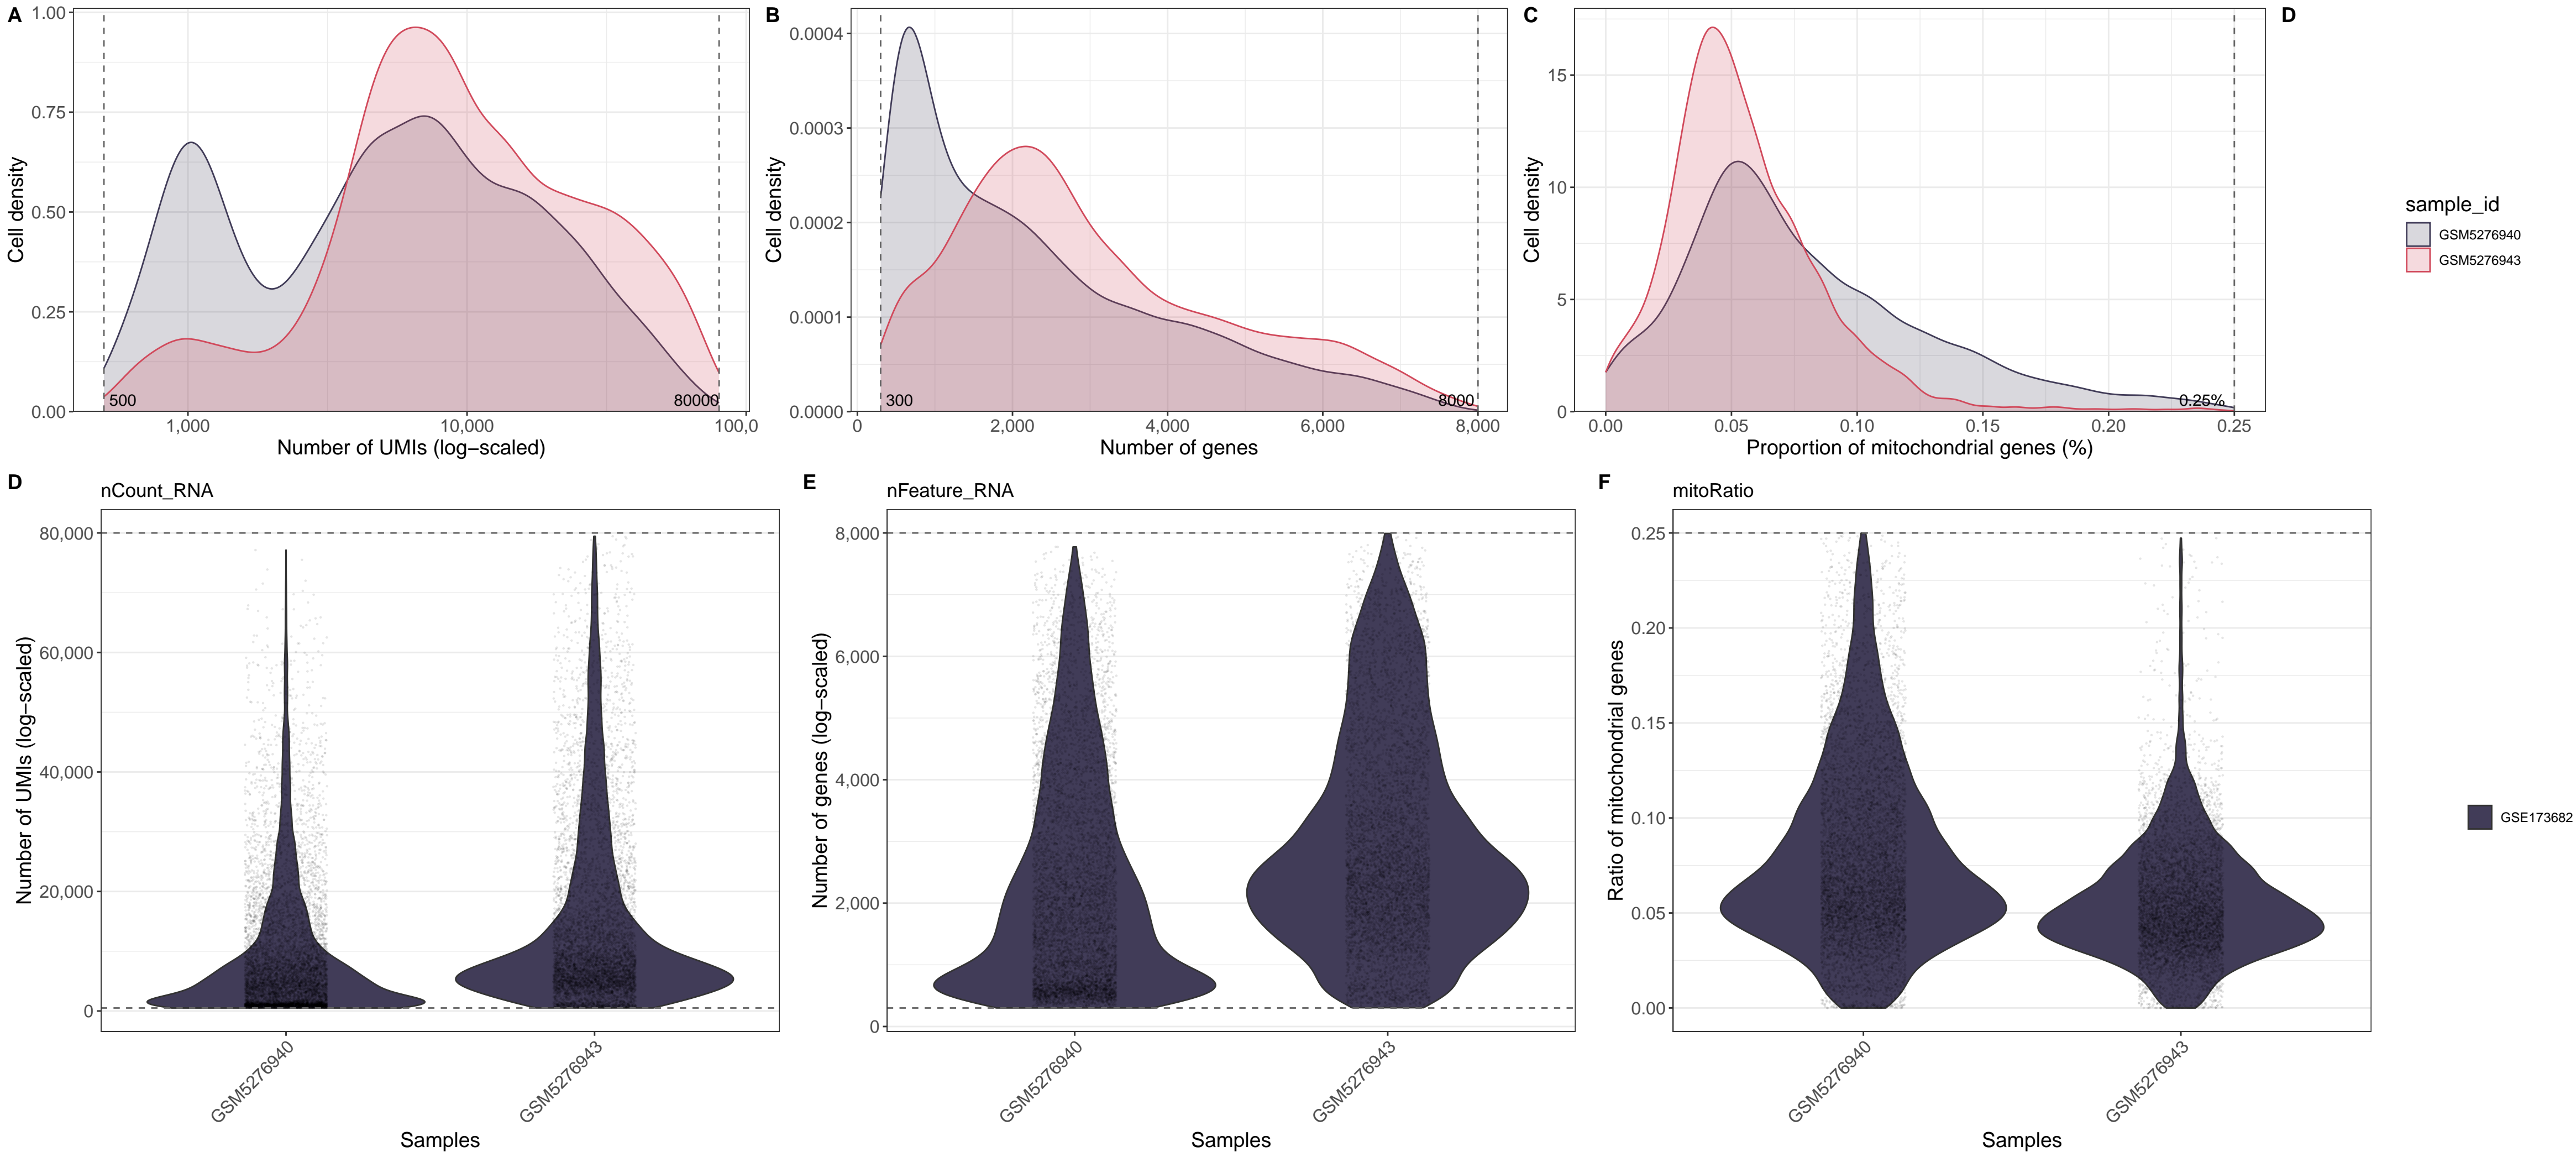 A
B
C
D
1.00
0.75
0.50
0.25
0.00
Cell density
500
80000
1,000
10,000
100,0
Number of UMIs (log−scaled)
0.0004
0.0003
0.0002
0.0001
0.0000
Cell density
300
8000
0
2,000
4,000
6,000
8,000
Number of genes
15
10
5
0
Cell density
0.25%
0.00
0.05
0.10
0.15
0.20
0.25
Proportion of mitochondrial genes (%)
sample_id
GSM5276940
GSM5276943
D
nCount_RNA
80,000
60,000
40,000
20,000
0
Number of UMIs (log−scaled)
GSM5276940
GSM5276943
Samples
E
nFeature_RNA
8,000
6,000
4,000
2,000
0
Number of genes (log−scaled)
GSM5276940
GSM5276943
Samples
F
mitoRatio
0.25
0.20
0.15
0.10
0.05
0.00
Ratio of mitochondrial genes
GSM5276940
GSM5276943
Samples
GSE173682